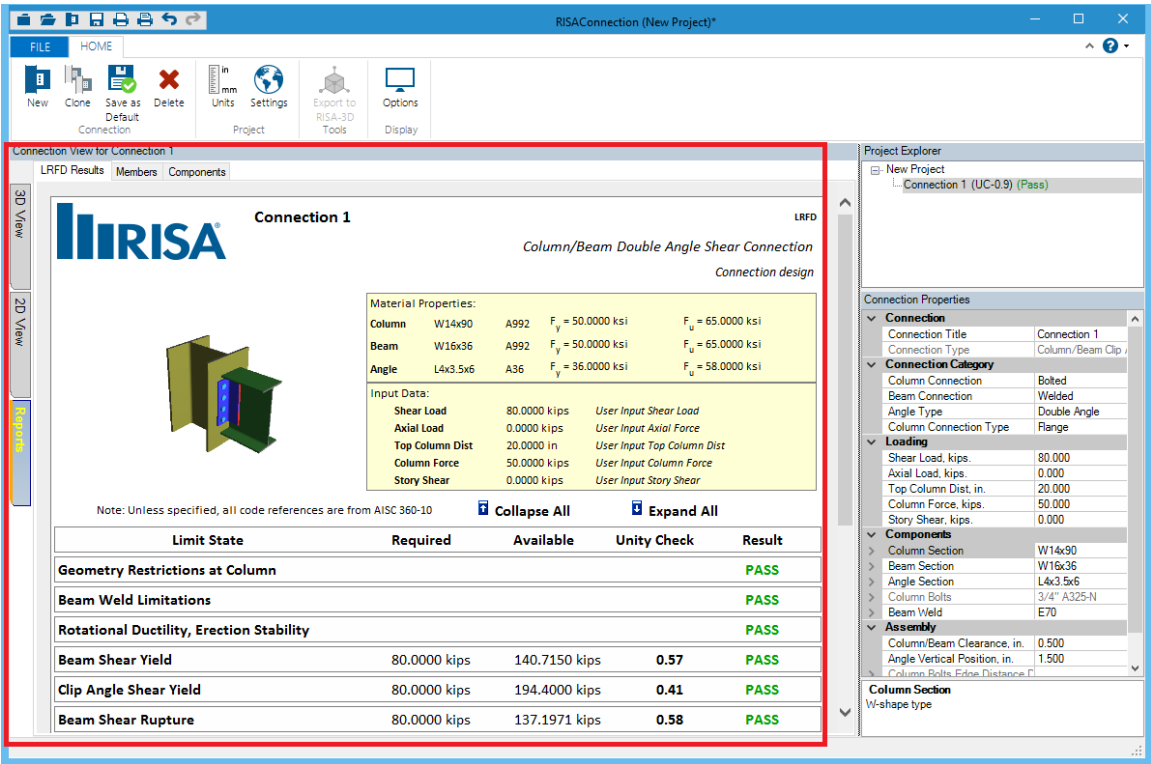 RISAConnection (New Project)*
FILE HOME
in
mm
New Clone Save as Default Delete Units Settings Export to RISA-3D Options
Connection Project Tools Display
Connection View for Connection 1
LRFD Results Members Components
3D View
2D View
Reports
RISA
Connection 1
LRFD
Column/Beam Double Angle Shear Connection
Connection design
Material Properties:
Column W14x90 A992 Fy = 50.0000 ksi Fu = 65.0000 ksi
Beam W16x36 A992 Fy = 50.0000 ksi Fu = 65.0000 ksi
Angle L4x3.5x6 A36 Fy = 36.0000 ksi Fu = 58.0000 ksi
Input Data:
Shear Load 80.0000 kips User Input Shear Load
Axial Load 0.0000 kips User Input Axial Force
Top Column Dist 20.0000 in User Input Top Column Dist
Column Force 50.0000 kips User Input Column Force
Story Shear 0.0000 kips User Input Story Shear
Note: Unless specified, all code references are from AISC 360-10 Collapse All Expand All
Limit State Required Available Unity Check Result
Geometry Restrictions at Column PASS
Beam Weld Limitations PASS
Rotational Ductility, Erection Stability PASS
Beam Shear Yield 80.0000 kips 140.7150 kips 0.57 PASS
Clip Angle Shear Yield 80.0000 kips 194.4000 kips 0.41 PASS
Beam Shear Rupture 80.0000 kips 137.1971 kips 0.58 PASS
Project Explorer
New Project
Connection 1 (UC-0.9) (Pass)
Connection Properties
Connection
Connection Title Connection 1
Connection Type Column/Beam Clip
Connection Category
Column Connection Bolted
Beam Connection Welded
Angle Type Double Angle
Column Connection Type Flange
Loading
Shear Load, kips. 80.000
Axial Load, kips. 0.000
Top Column Dist, in. 20.000
Column Force, kips. 50.000
Story Shear, kips. 0.000
Components
Column Section W14x90
Beam Section W16x36
Angle Section L4x3.5x6
Column Bolts 3/4" A325-N
Beam Weld E70
Assembly
Column/Beam Clearance, in. 0.500
Angle Vertical Position, in. 1.500
Column Bolts Edge Distance
Column Section
W-shape type